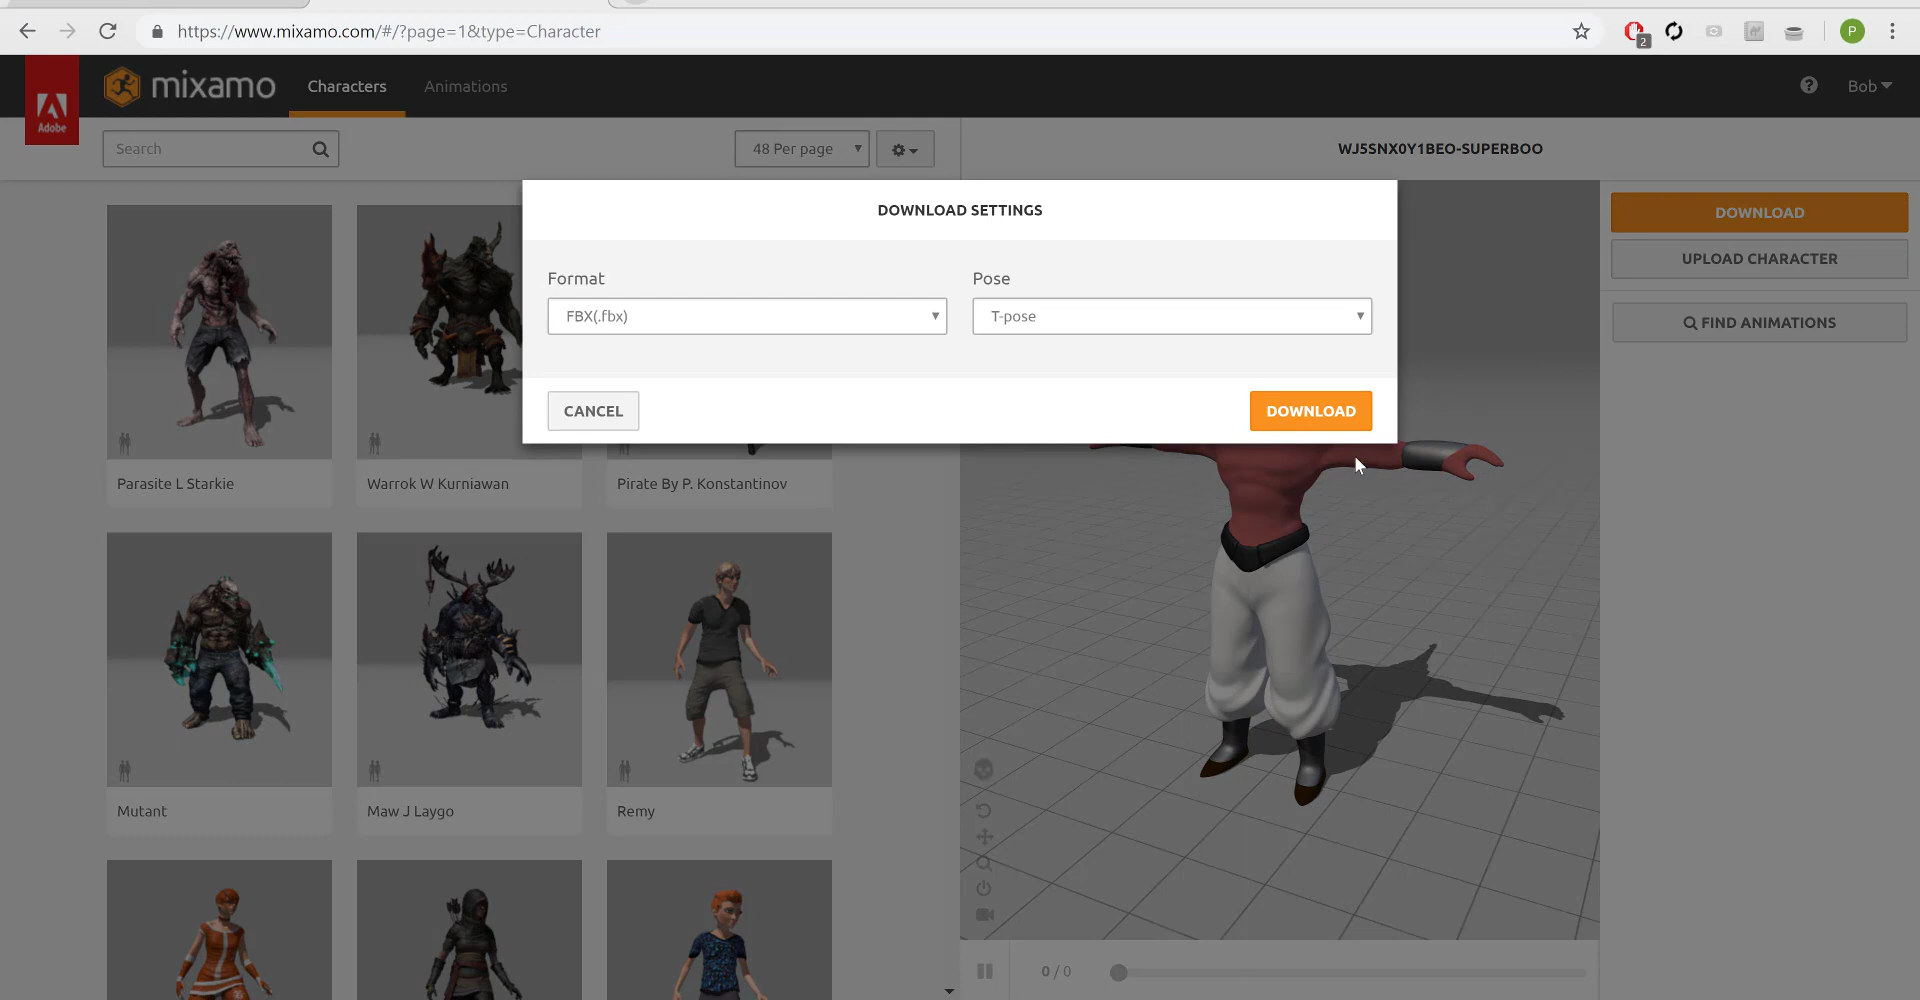 https://www.mixamo.com/#/?page=1&type=Character
2
P
Adobe
mixamo
Characters
Animations
Bob
Search
48 Per page
WJ5SNX0Y1BEO-SUPERBOO
DOWNLOAD SETTINGS
Format
Pose
FBX(.fbx)
T-pose
CANCEL
DOWNLOAD
DOWNLOAD
UPLOAD CHARACTER
FIND ANIMATIONS
Parasite L Starkie
Warrok W Kurniawan
Pirate By P. Konstantinov
Mutant
Maw J Laygo
Remy
0 / 0